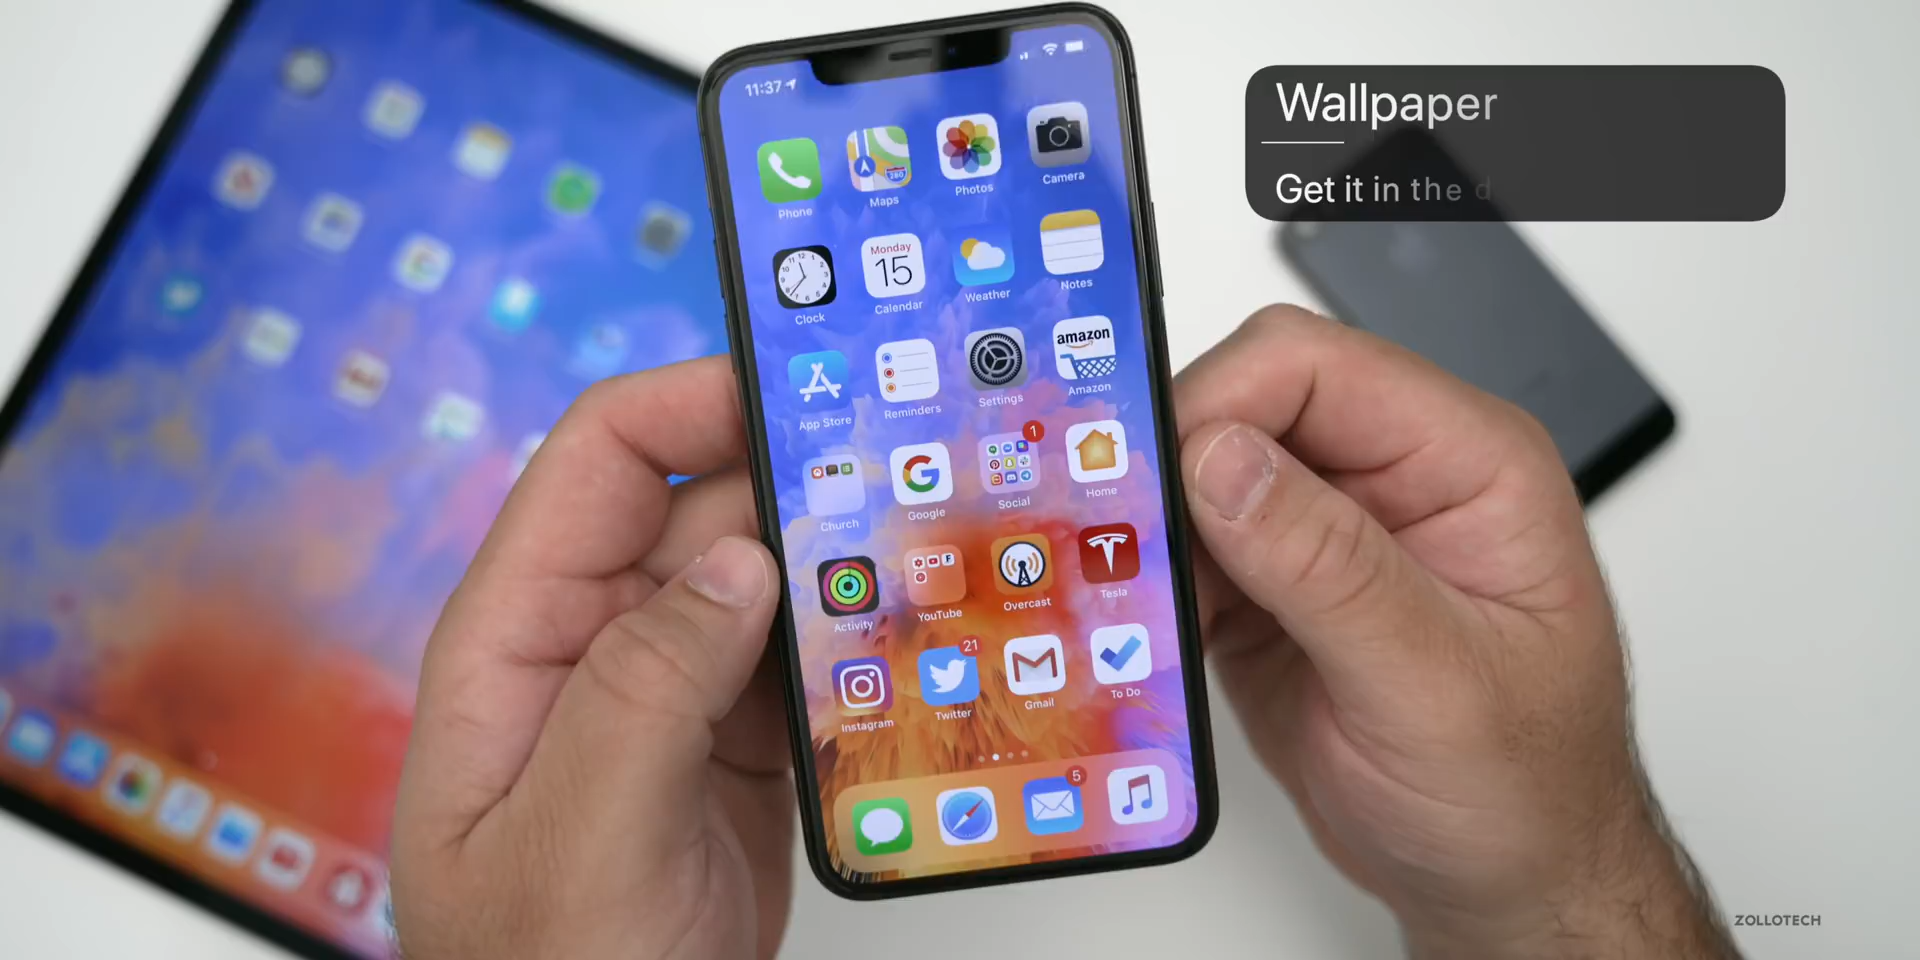 11:37
Wallpaper
Get it in the d
Phone
Maps
280
Photos
Camera
Clock
Monday
15
Calendar
Weather
Notes
App Store
Reminders
Settings
amazon
Amazon
Church
Google
1
Social
Home
Activity
YouTube
Overcast
Tesla
Instagram
21
Twitter
Gmail
To Do
5
ZOLLOTECH